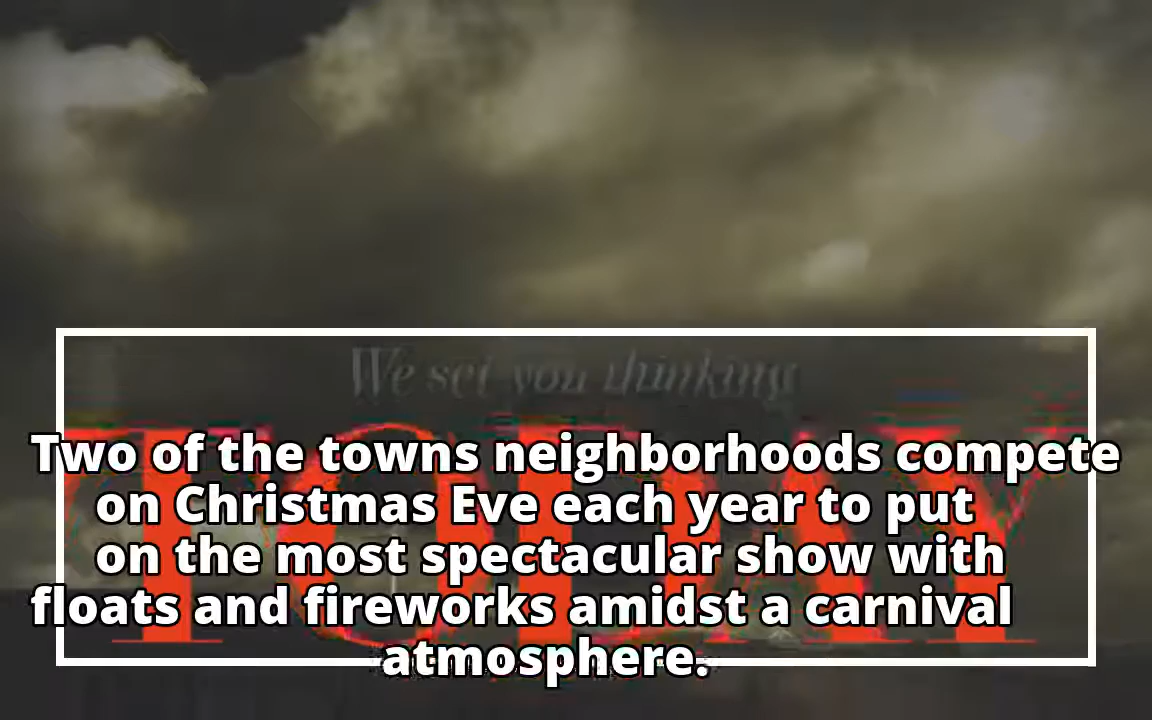 We set you thinking
TODAY
Two of the towns neighborhoods compete
on Christmas Eve each year to put
on the most spectacular show with
floats and fireworks amidst a carnival
atmosphere.